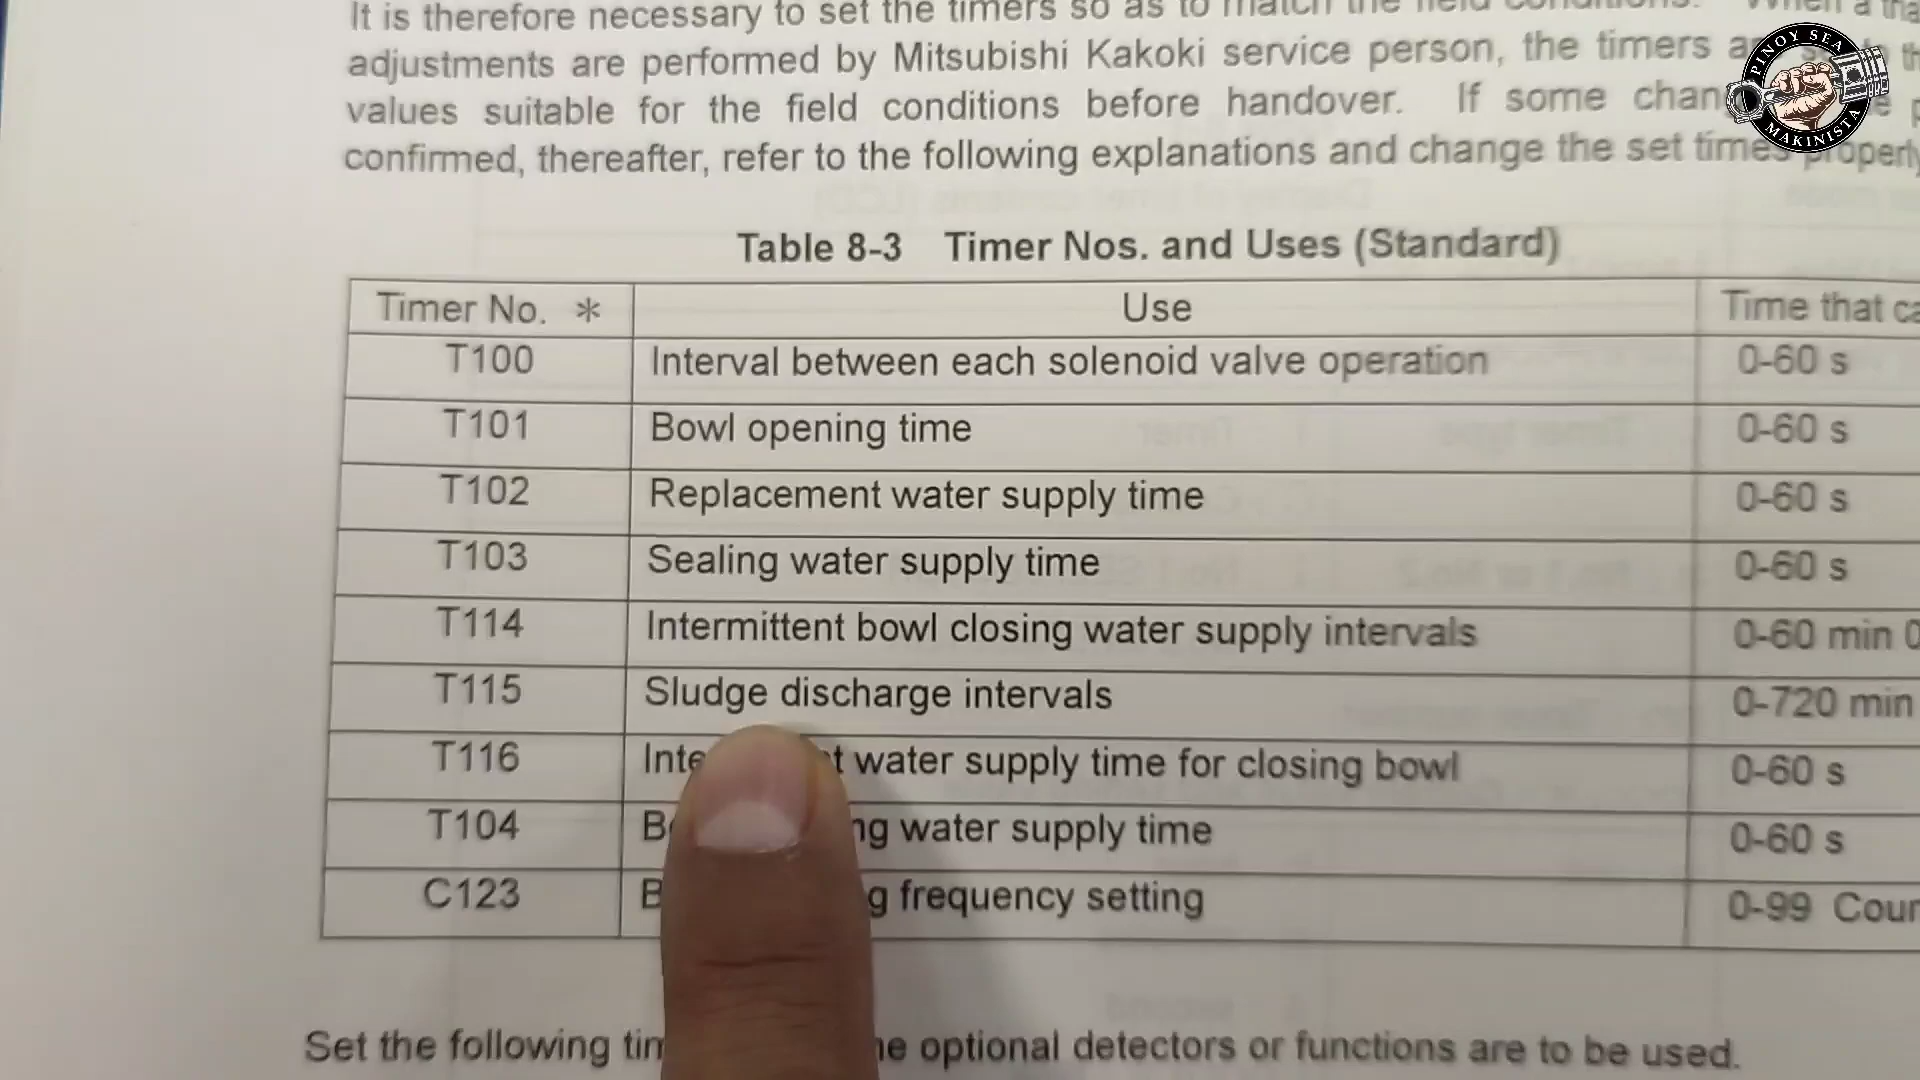 It is therefore necessary to set the timers so as to match the field conditions. When a
adjustments are performed by Mitsubishi Kakoki service person, the timers
values suitable for the field conditions before handover. If some
confirmed, thereafter, refer to the following explanations and change the set times properly
Table 8-3 Timer Nos. and Uses (Standard)
Timer No. * Use Time that
T100 Interval between each solenoid valve operation 0-60 s
T101 Bowl opening time 0-60 s
T102 Replacement water supply time 0-60 s
T103 Sealing water supply time 0-60 s
T114 Intermittent bowl closing water supply intervals 0-60 min 0
T115 Sludge discharge intervals 0-720 min
T116 water supply time for closing bowl 0-60 s
T104 water supply time 0-60 s
C123 frequency setting 0-99
Set the following optional detectors or functions are to be used.
PINOY SEA
MAKINISTA